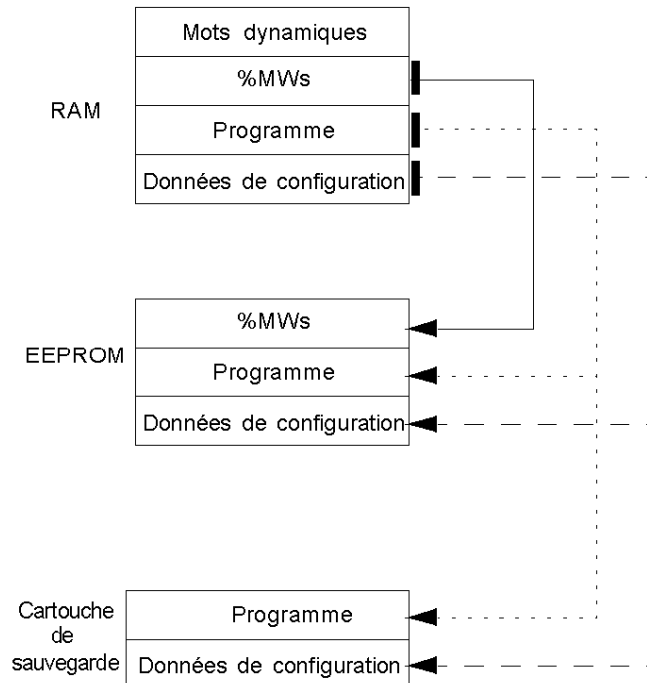 Mots dynamiques
%MWs
RAM
Programme
Données de configuration
%MWs
EEPROM
Programme
Données de configuration
Cartouche
de
sauvegarde
Programme
Données de configuration